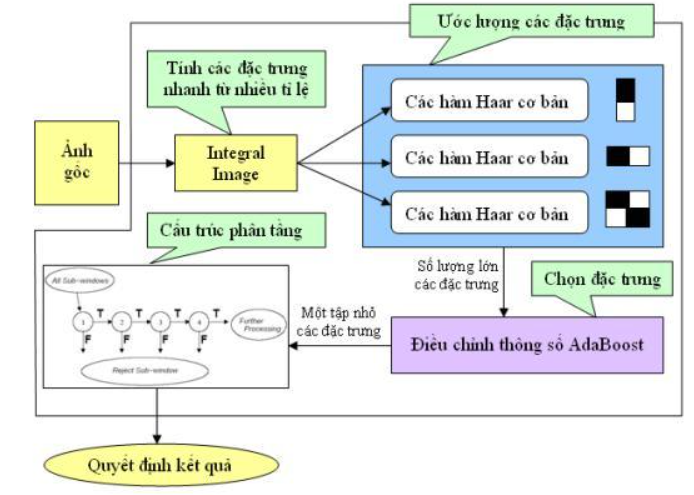 Ước lượng các đặc trưng
Tính các đặc trưng
nhanh từ nhiều tỉ lệ
Các hàm Haar cơ bản
Ảnh
gốc
Integral
Image
Các hàm Haar cơ bản
Các hàm Haar cơ bản
Cấu trúc phân tầng
Số lượng lớn
các đặc trưng
Chọn đặc trưng
All Sub-windows
T T T T
1 2 3 4
Further
Processing
F F F F
Reject Sub-window
Một tập nhỏ
các đặc trưng
Điều chỉnh thông số AdaBoost
Quyết định kết quả